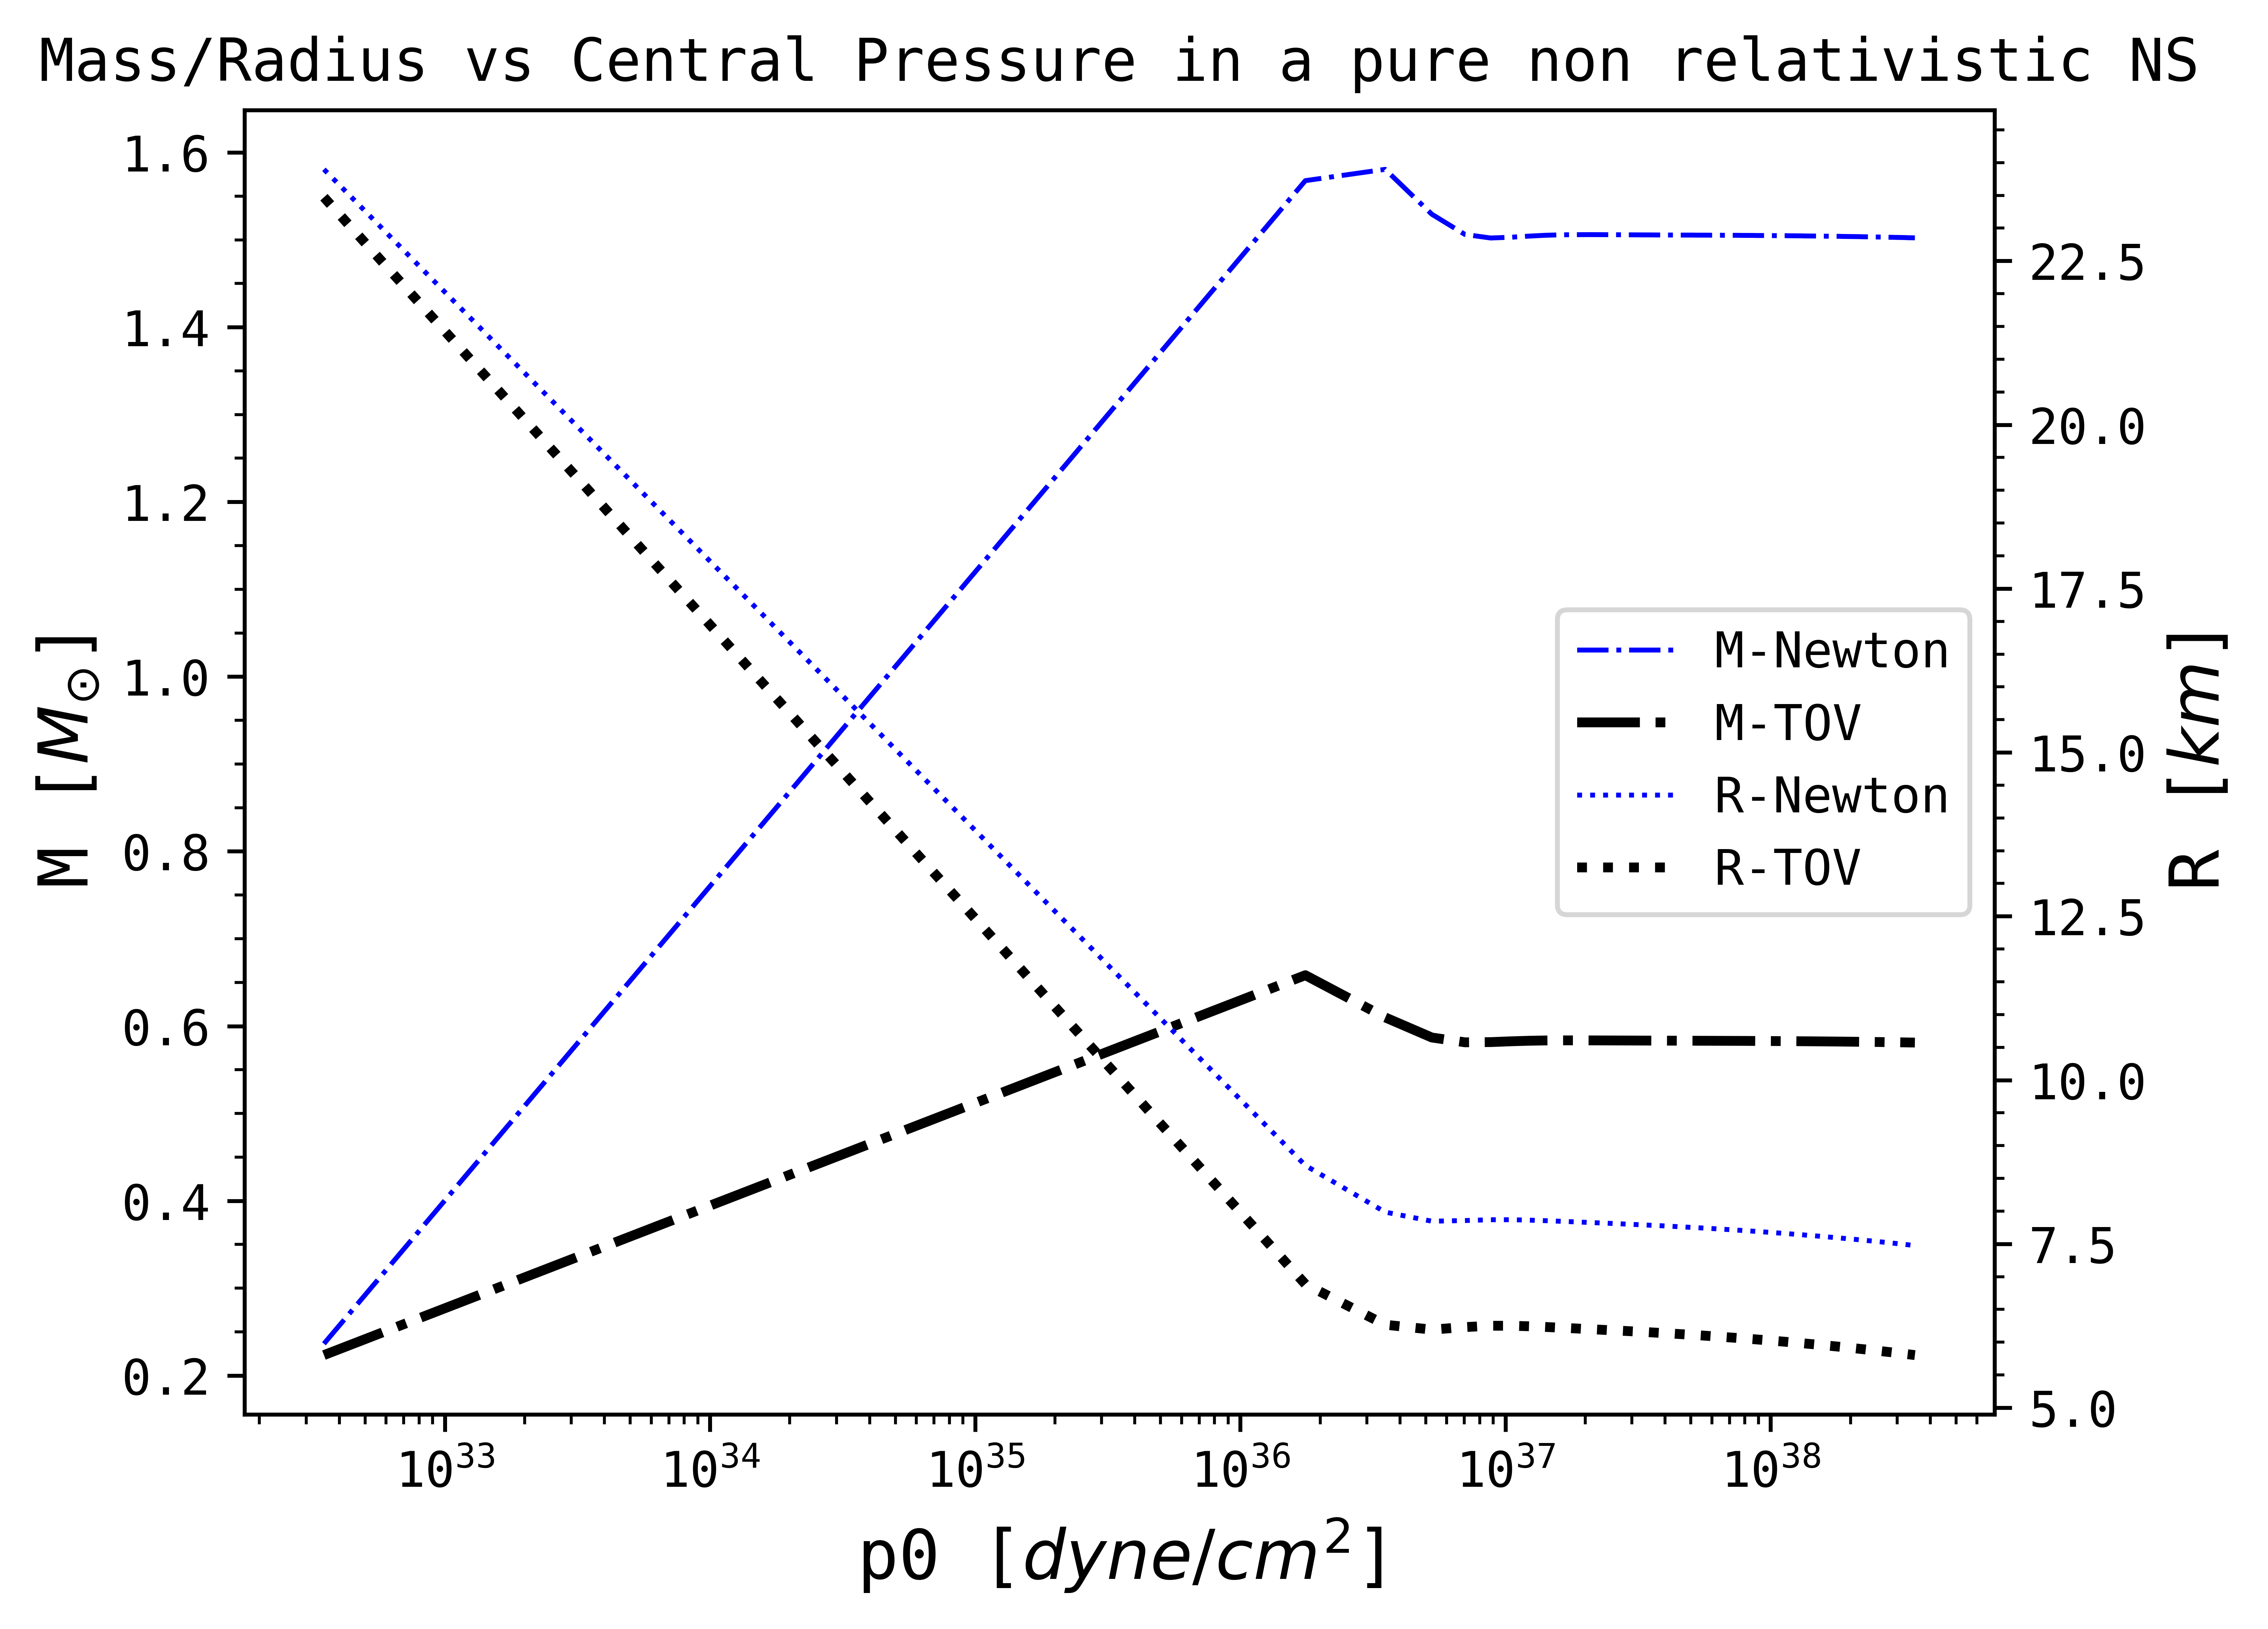 Mass/Radius vs Central Pressure in a pure non relativistic NS
M [M⊙]
1.6
1.4
1.2
1.0
0.8
0.6
0.4
0.2
22.5
20.0
17.5
15.0
12.5
10.0
7.5
5.0
R [km]
M-Newton
M-TOV
R-Newton
R-TOV
10³³ 10³⁴ 10³⁵ 10³⁶ 10³⁷ 10³⁸
p0 [dyne/cm²]